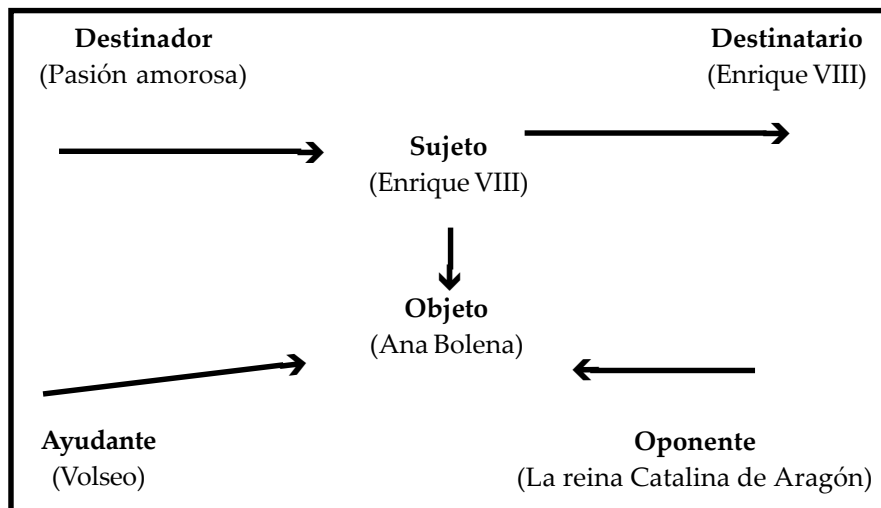 Destinador
(Pasión amorosa)
Destinatario
(Enrique VIII)
Sujeto
(Enrique VIII)
Objeto
(Ana Bolena)
Ayudante
(Volseo)
Oponente
(La reina Catalina de Aragón)